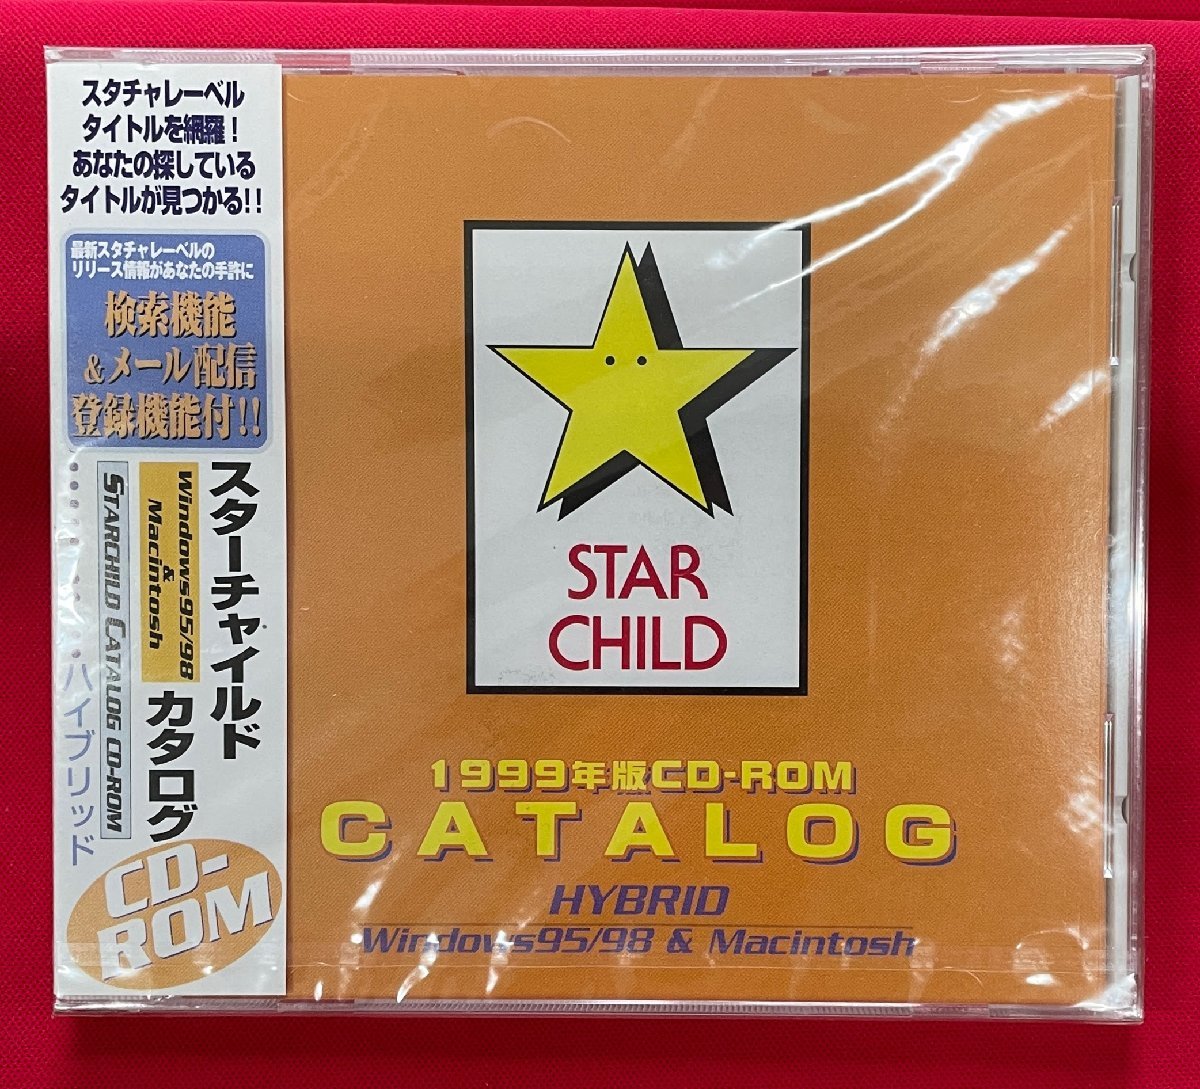 スタチャレーベル
タイトルを網羅!
あなたの探している
タイトルが見つかる!!
最新スタチャレーベルの
リリース情報があなたの手許に
検索機能
&メール配信
登録機能付!!
スターチャイルド
カタログ
Windows95/98
&
Macintosh
STARCHILD CATALOG CD-ROM
ハイブリッド
CD-
ROM
STAR
CHILD
1999年版CD-ROM
CATALOG
HYBRID
Windows95/98 & Macintosh